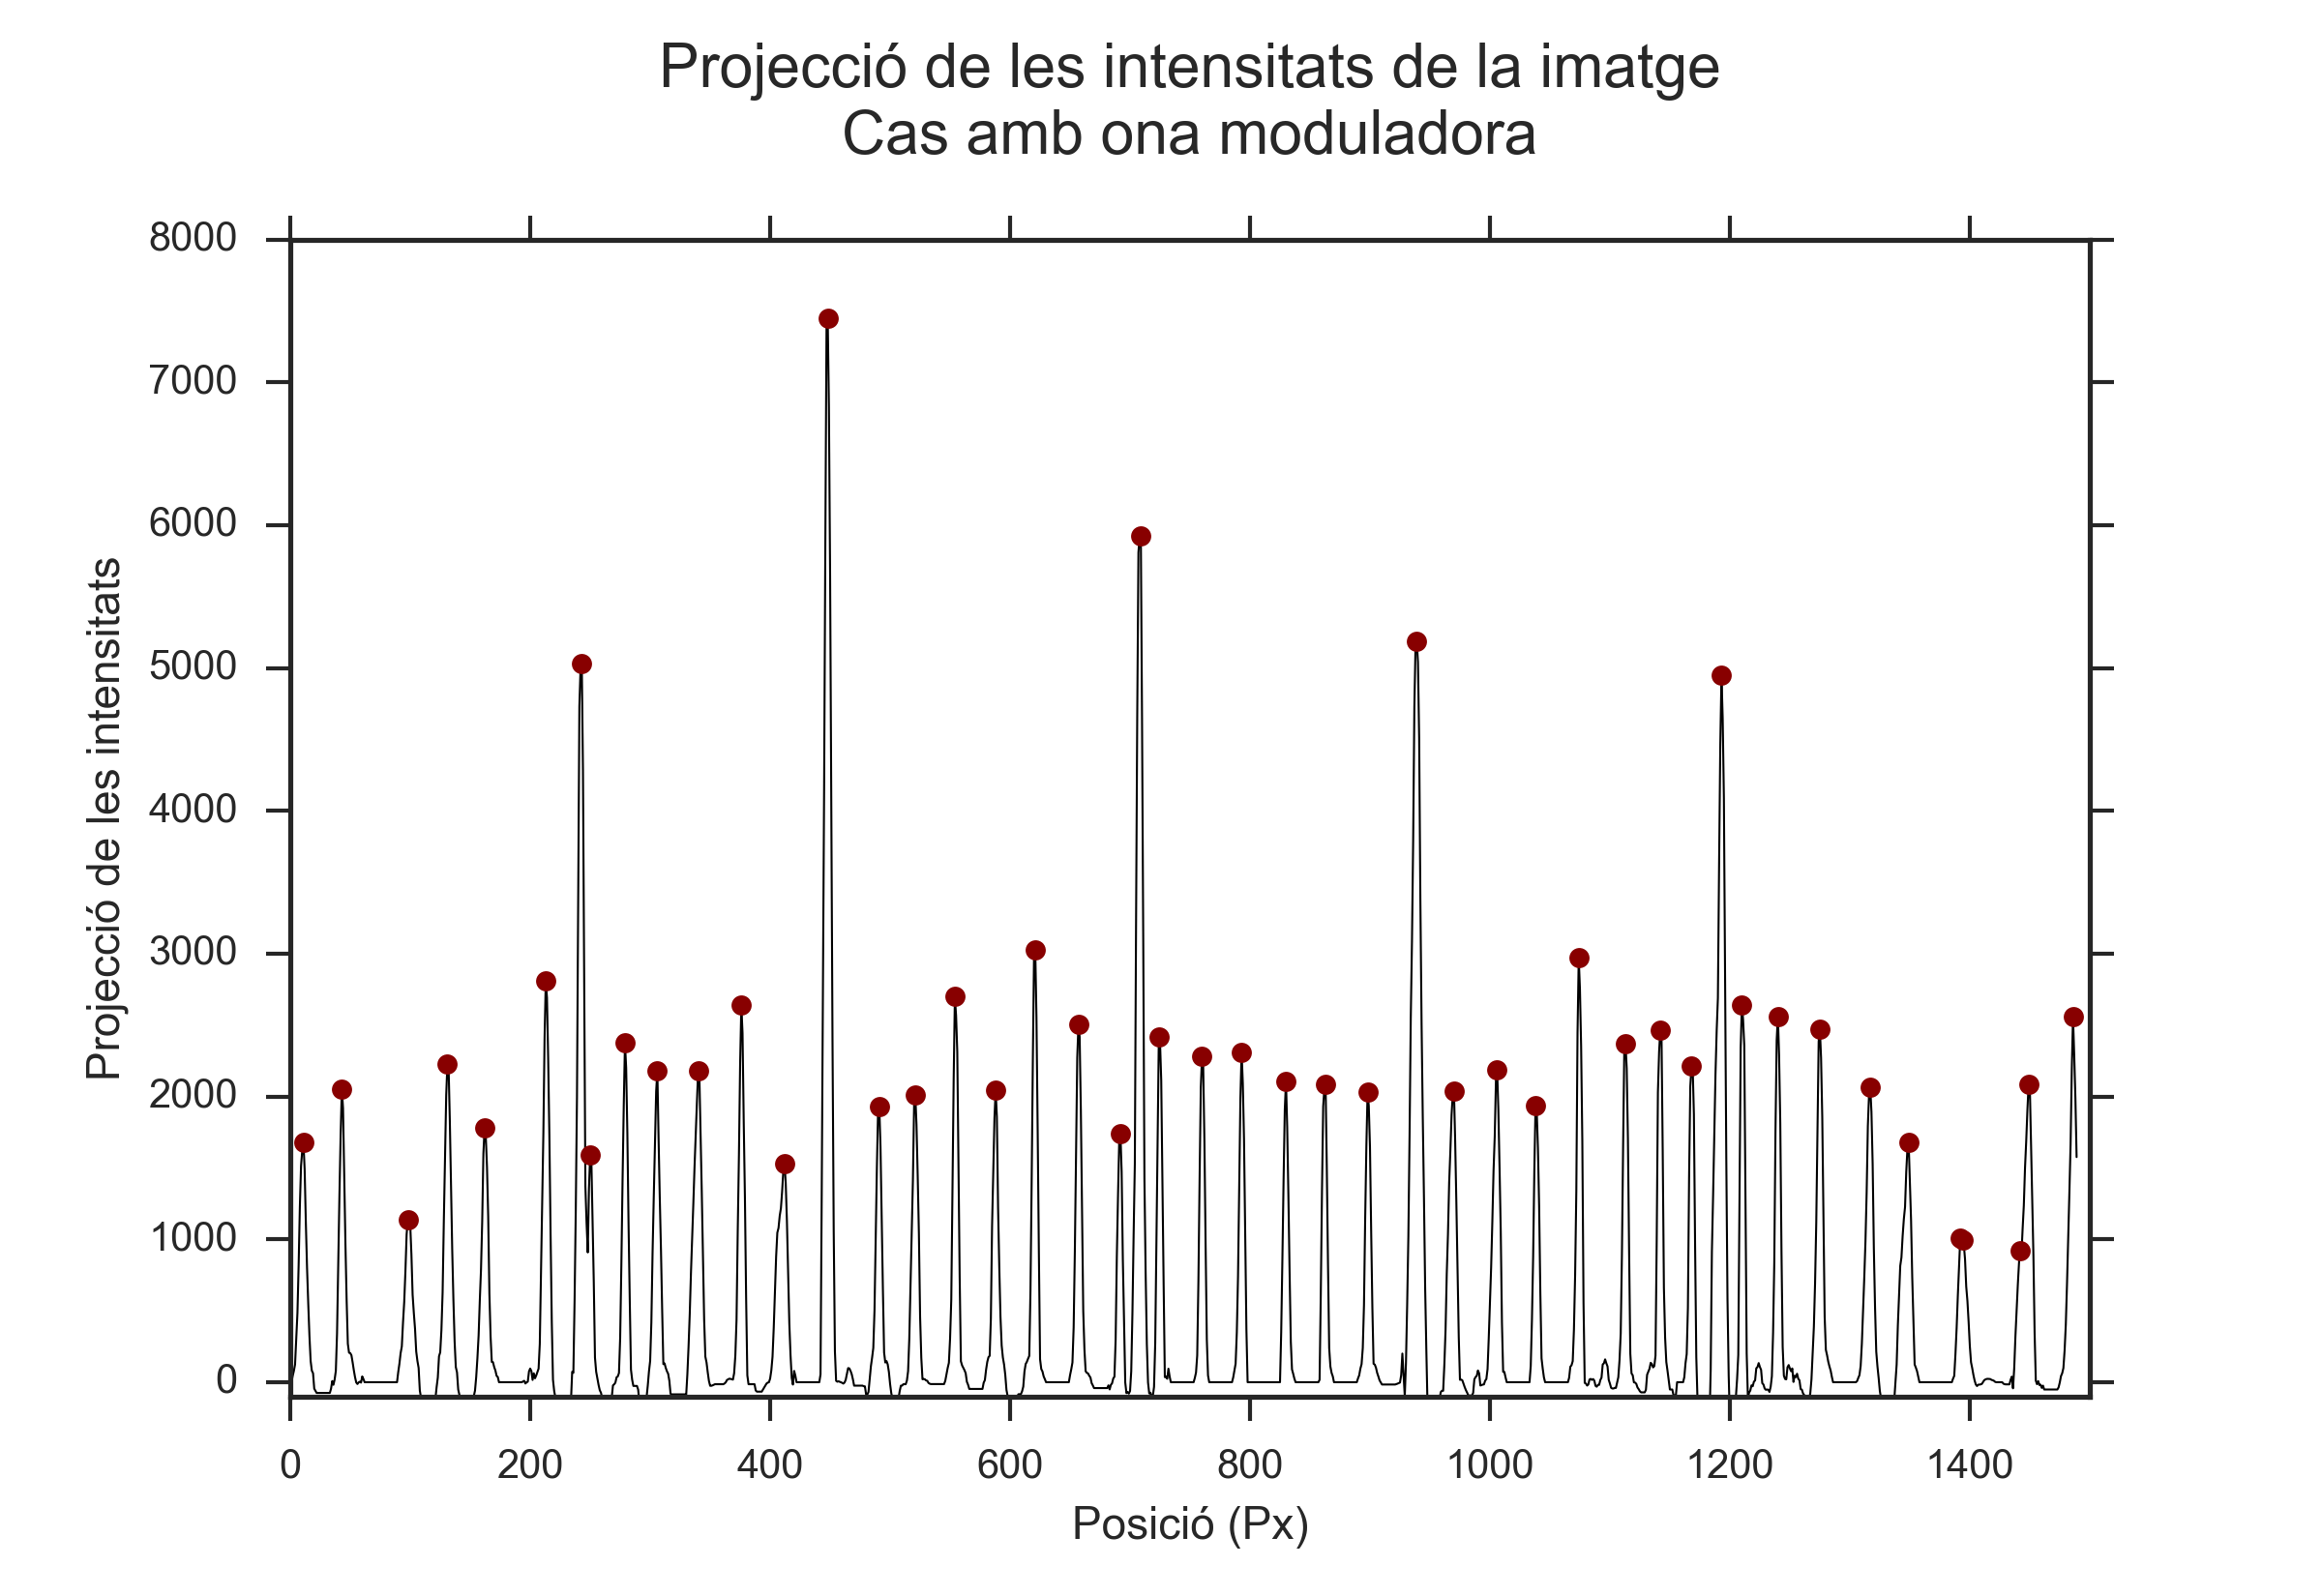 Projecció de les intensitats de la imatge
Cas amb ona moduladora
8000
7000
6000
5000
4000
3000
2000
1000
0
Projecció de les intensitats
0 200 400 600 800 1000 1200 1400
Posició (Px)